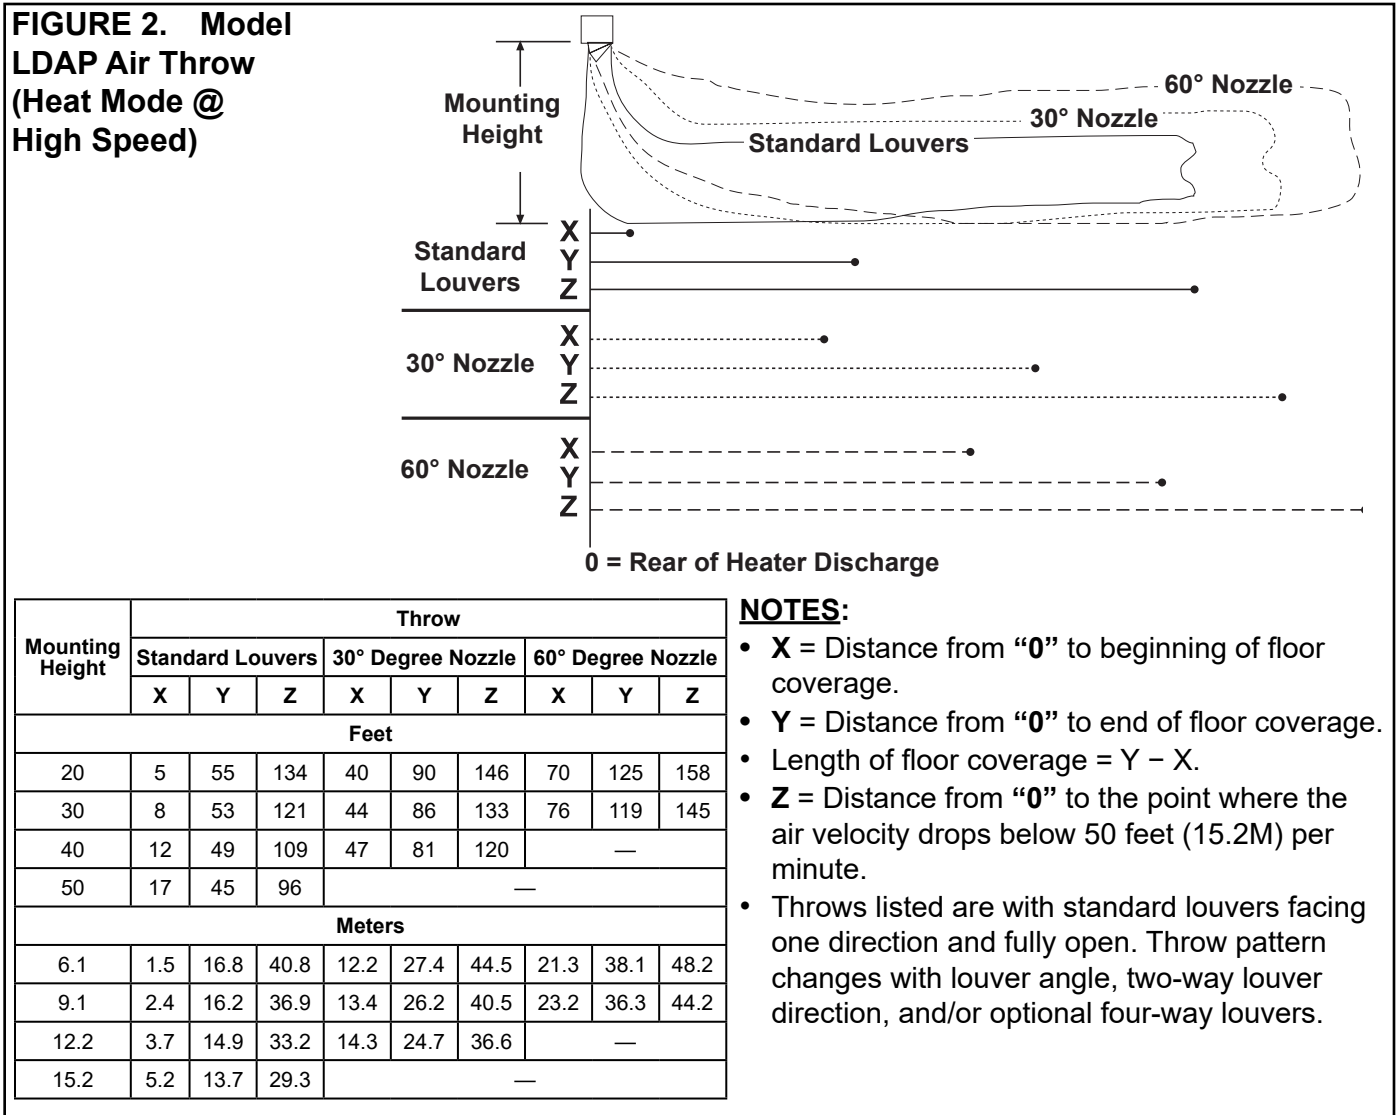 FIGURE 2. Model
LDAP Air Throw
(Heat Mode @
High Speed)
Mounting
Height
60° Nozzle
30° Nozzle
Standard Louvers
Standard
Louvers
X
Y
Z
30° Nozzle
X
Y
Z
60° Nozzle
X
Y
Z
0 = Rear of Heater Discharge
Mounting
Height
Throw
Standard Louvers 30° Degree Nozzle 60° Degree Nozzle
X Y Z X Y Z X Y Z
Feet
20 5 55 134 40 90 146 70 125 158
30 8 53 121 44 86 133 76 119 145
40 12 49 109 47 81 120 —
50 17 45 96 —
Meters
6.1 1.5 16.8 40.8 12.2 27.4 44.5 21.3 38.1 48.2
9.1 2.4 16.2 36.9 13.4 26.2 40.5 23.2 36.3 44.2
12.2 3.7 14.9 33.2 14.3 24.7 36.6 —
15.2 5.2 13.7 29.3 —
NOTES:
• X = Distance from “0” to beginning of floor
coverage.
• Y = Distance from “0” to end of floor coverage.
• Length of floor coverage = Y − X.
• Z = Distance from “0” to the point where the
air velocity drops below 50 feet (15.2M) per
minute.
• Throws listed are with standard louvers facing
one direction and fully open. Throw pattern
changes with louver angle, two-way louver
direction, and/or optional four-way louvers.